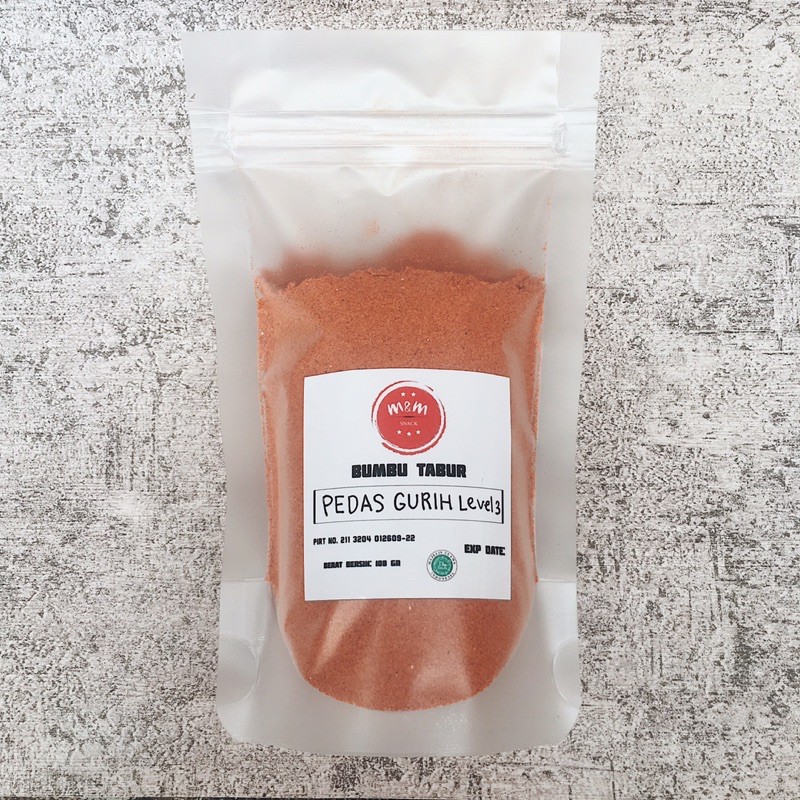 m&m
SNACK
BUMBU TABUR
PEDAS GURIH Level 3
PIRT NO. 211 3204 012609-22
EXP DATE:
BERAT BERSIH: 100 GR